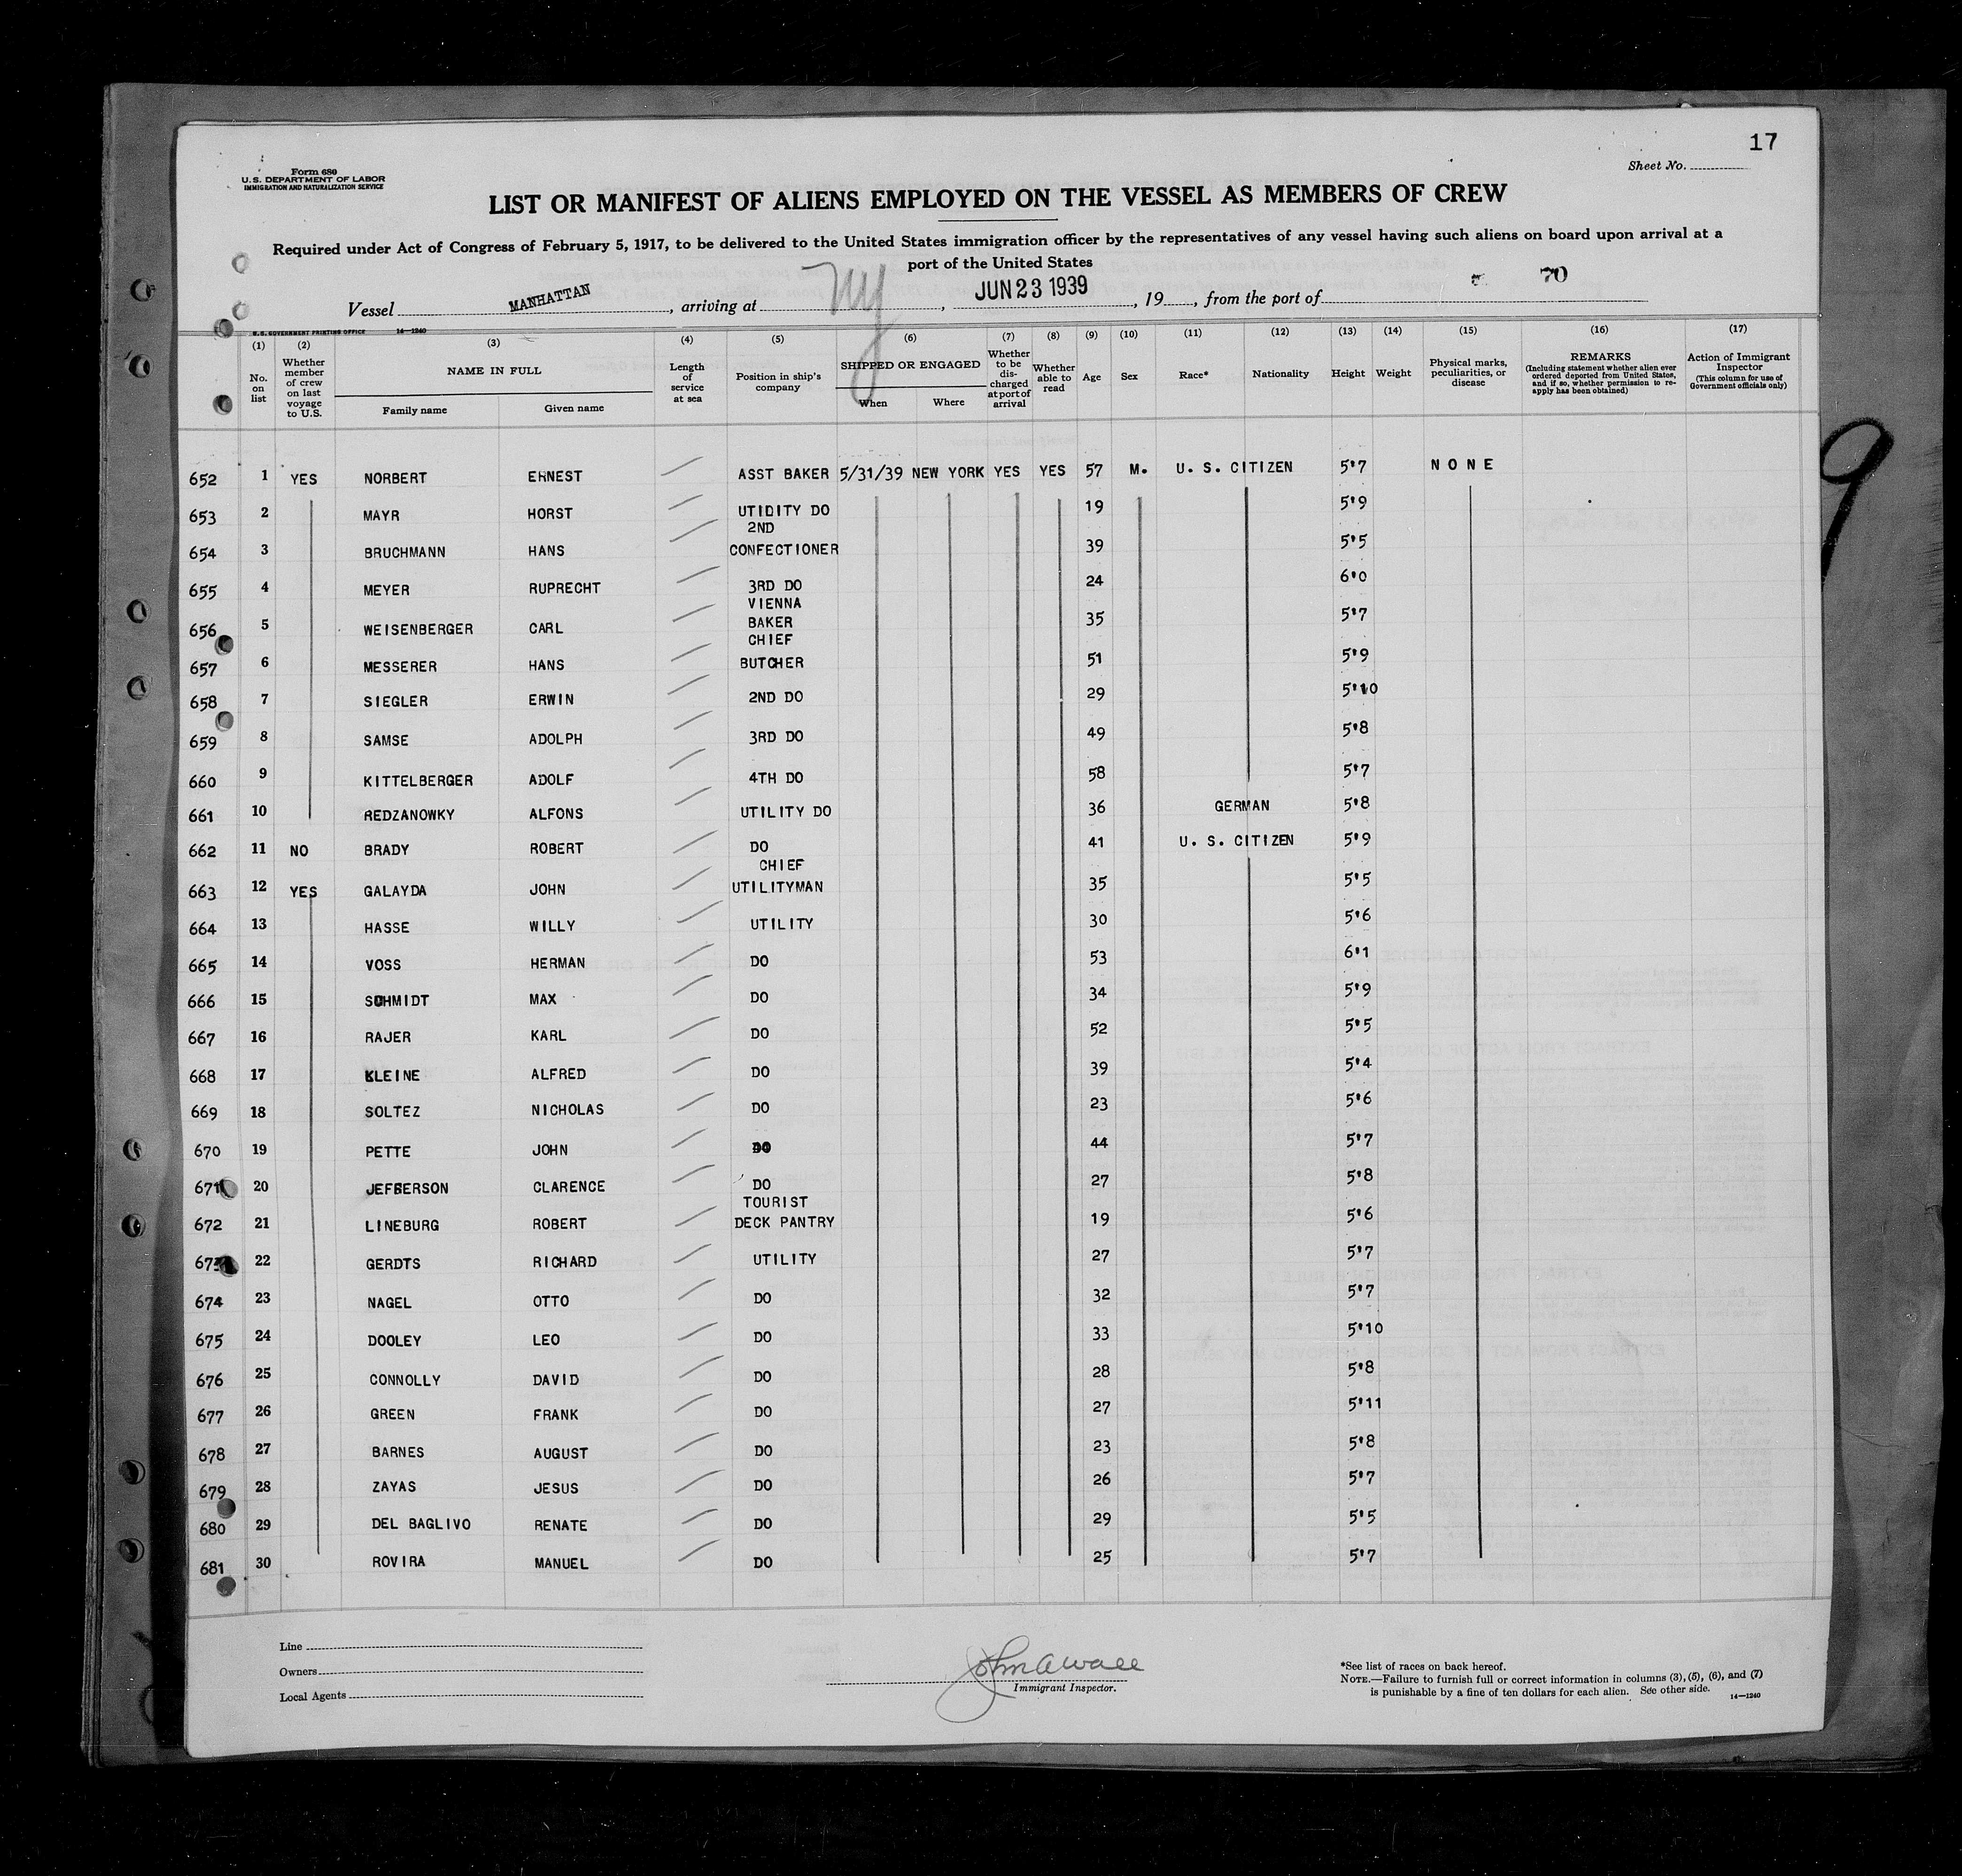 17
Form 680
U. S. DEPARTMENT OF LABOR
IMMIGRATION AND NATURALIZATION SERVICE
Sheet No.
LIST OR MANIFEST OF ALIENS EMPLOYED ON THE VESSEL AS MEMBERS OF CREW
Required under Act of Congress of February 5, 1917, to be delivered to the United States immigration officer by the representatives of any vessel having such aliens on board upon arrival at a
port of the United States
Vessel MANHATTAN, arriving at NY, JUN 23 1939, 19, from the port of 70
U. S. GOVERNMENT PRINTING OFFICE 14—1240
(1) (2) (3) (4) (5) (6) (7) (8) (9) (10) (11) (12) (13) (14) (15) (16) (17)
No. on list
Whether member of crew on last voyage to U.S.
NAME IN FULL
Family name
Given name
Length of service at sea
Position in ship's company
SHIPPED OR ENGAGED
When
Where
Whether to be discharged at port of arrival
Whether able to read
Age
Sex
Race*
Nationality
Height
Weight
Physical marks, peculiarities, or disease
REMARKS
(Including statement whether alien ever ordered deported from United States, and if so, whether permission to reapply has been obtained)
Action of Immigrant Inspector
(This column for use of Government officials only)
9
652 1 YES NORBERT ERNEST ASST BAKER 5/31/39 NEW YORK YES YES 57 M. U. S. CITIZEN 5'7 NONE
653 2 MAYR HORST UTIDITY DO 19 5'9
654 3 BRUCHMANN HANS 2ND CONFECTIONER 39 5'5
655 4 MEYER RUPRECHT 3RD DO 24 6'0
656 5 WEISENBERGER CARL VIENNA BAKER 35 5'7
657 6 MESSERER HANS CHIEF BUTCHER 51 5'9
658 7 SIEGLER ERWIN 2ND DO 29 5'10
659 8 SAMSE ADOLPH 3RD DO 49 5'8
660 9 KITTELBERGER ADOLF 4TH DO 58 5'7
661 10 REDZANOWKY ALFONS UTILITY DO 36 GERMAN 5'8
662 11 NO BRADY ROBERT DO 41 U. S. CITIZEN 5'9
663 12 YES GALAYDA JOHN CHIEF UTILITYMAN 35 5'5
664 13 HASSE WILLY UTILITY 30 5'6
665 14 VOSS HERMAN DO 53 6'1
666 15 SCHMIDT MAX DO 34 5'9
667 16 RAJER KARL DO 52 5'5
668 17 KLEINE ALFRED DO 39 5'4
669 18 SOLTEZ NICHOLAS DO 23 5'6
670 19 PETTE JOHN DO 44 5'7
671 20 JEFFERSON CLARENCE DO 27 5'8
672 21 LINEBURG ROBERT TOURIST DECK PANTRY 19 5'6
673 22 GERDTS RICHARD UTILITY 27 5'7
674 23 NAGEL OTTO DO 32 5'7
675 24 DOOLEY LEO DO 33 5'10
676 25 CONNOLLY DAVID DO 28 5'8
677 26 GREEN FRANK DO 27 5'11
678 27 BARNES AUGUST DO 23 5'8
679 28 ZAYAS JESUS DO 26 5'7
680 29 DEL BAGLIVO RENATE DO 29 5'5
681 30 ROVIRA MANUEL DO 25 5'7
Line
Owners
Local Agents
John A Wall
Immigrant Inspector.
*See list of races on back hereof.
NOTE.—Failure to furnish full or correct information in columns (3), (5), (6), and (7)
is punishable by a fine of ten dollars for each alien. See other side.
14—1240